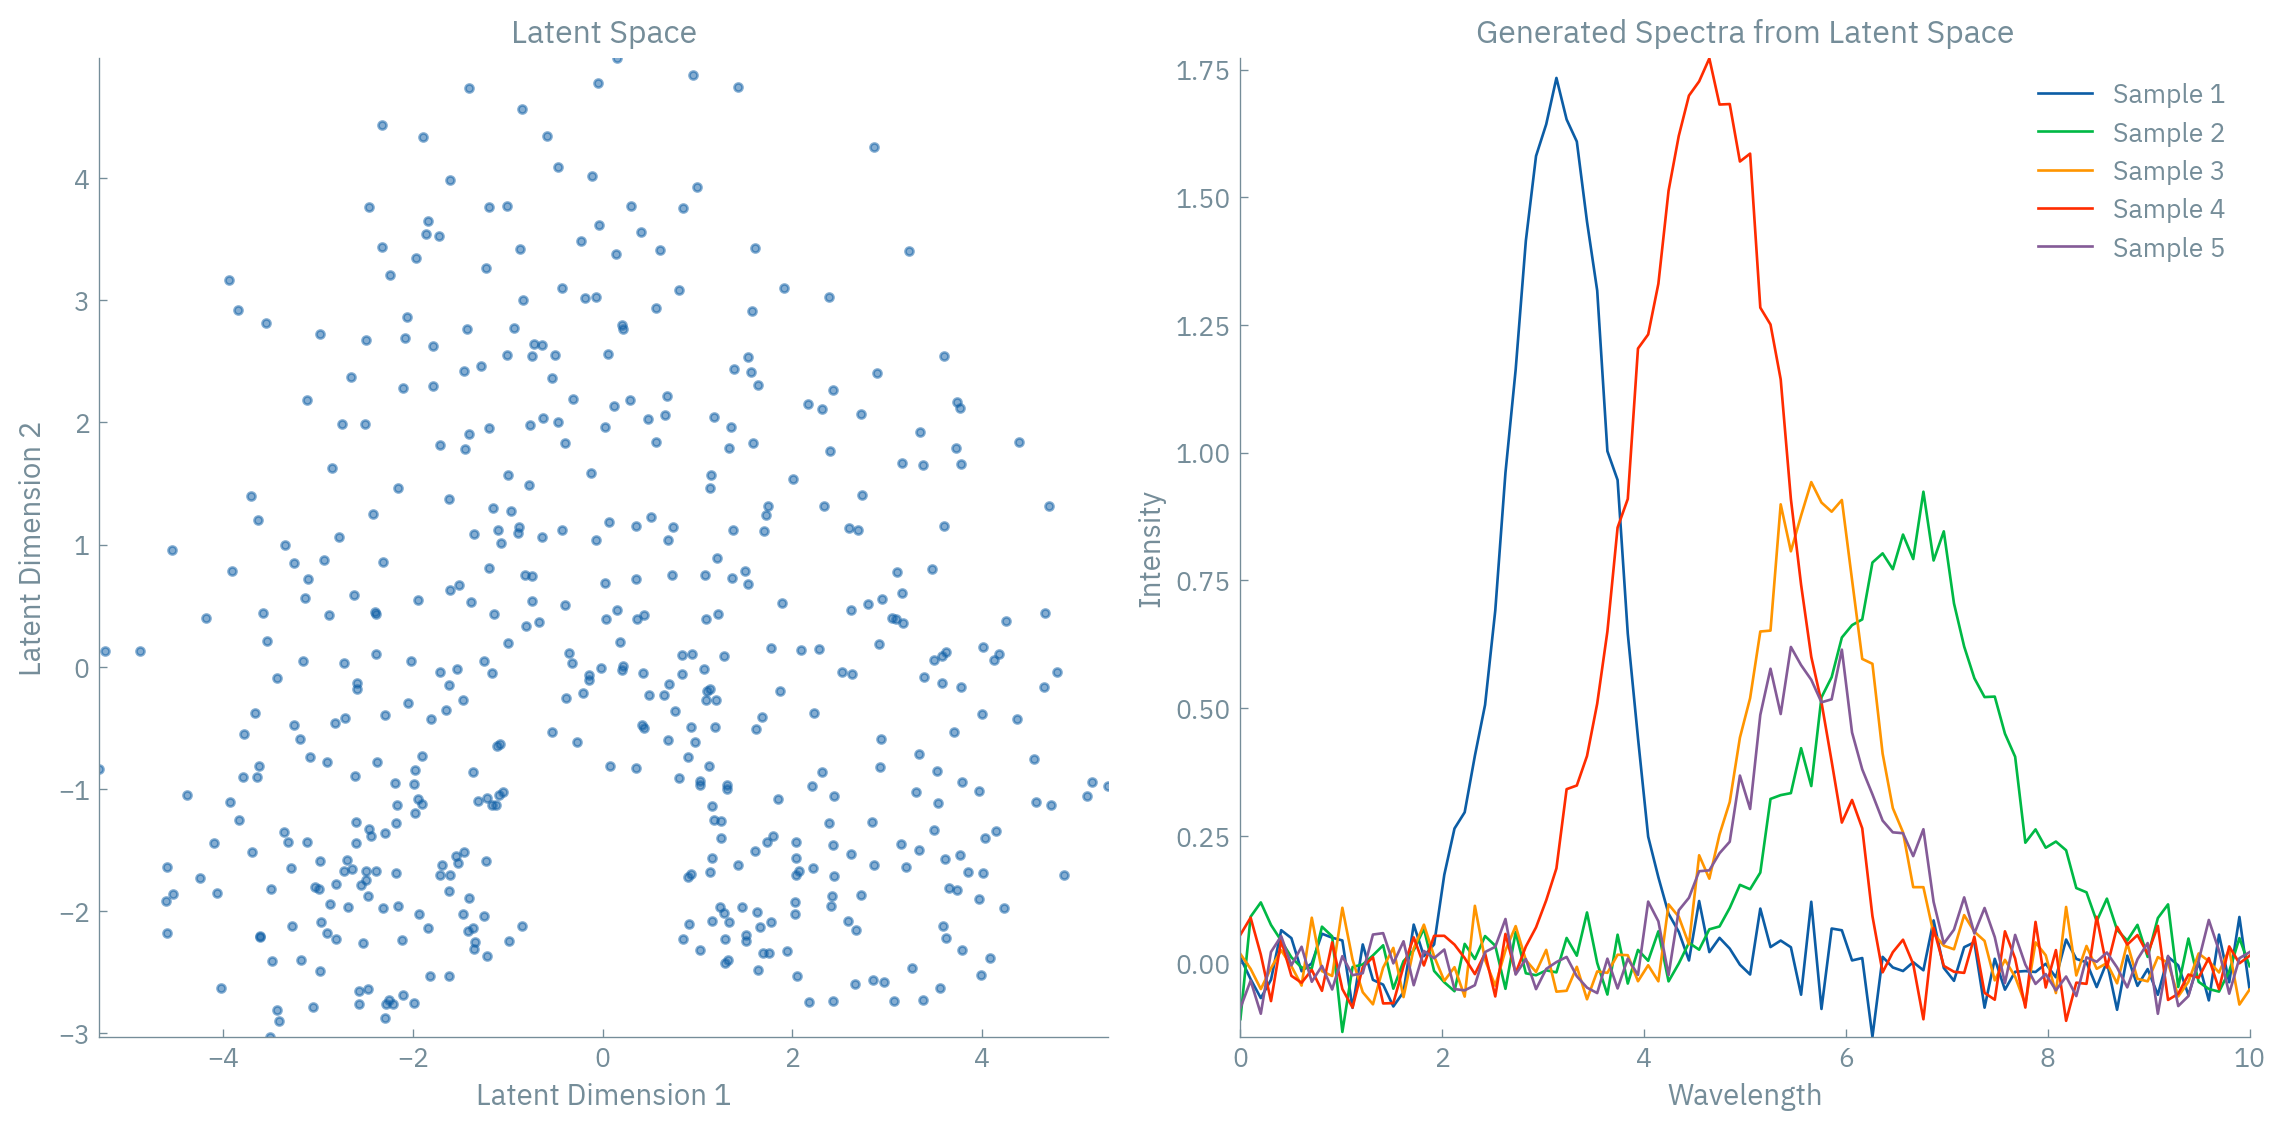 Latent Space
4
3
2
1
0
−1
−2
−3
−4
−2
0
2
4
Latent Dimension 1
Latent Dimension 2
Generated Spectra from Latent Space
1.75
1.50
1.25
1.00
0.75
0.50
0.25
0.00
0
2
4
6
8
10
Wavelength
Intensity
Sample 1
Sample 2
Sample 3
Sample 4
Sample 5